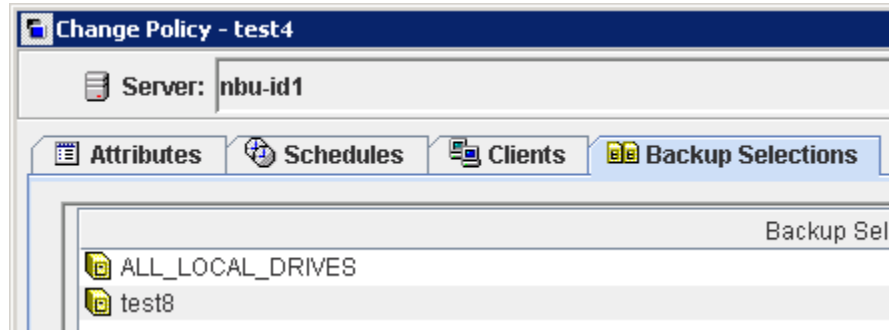 Change Policy - test4
Server: nbu-id1
Attributes Schedules Clients Backup Selections
Backup Sel
ALL_LOCAL_DRIVES
test8